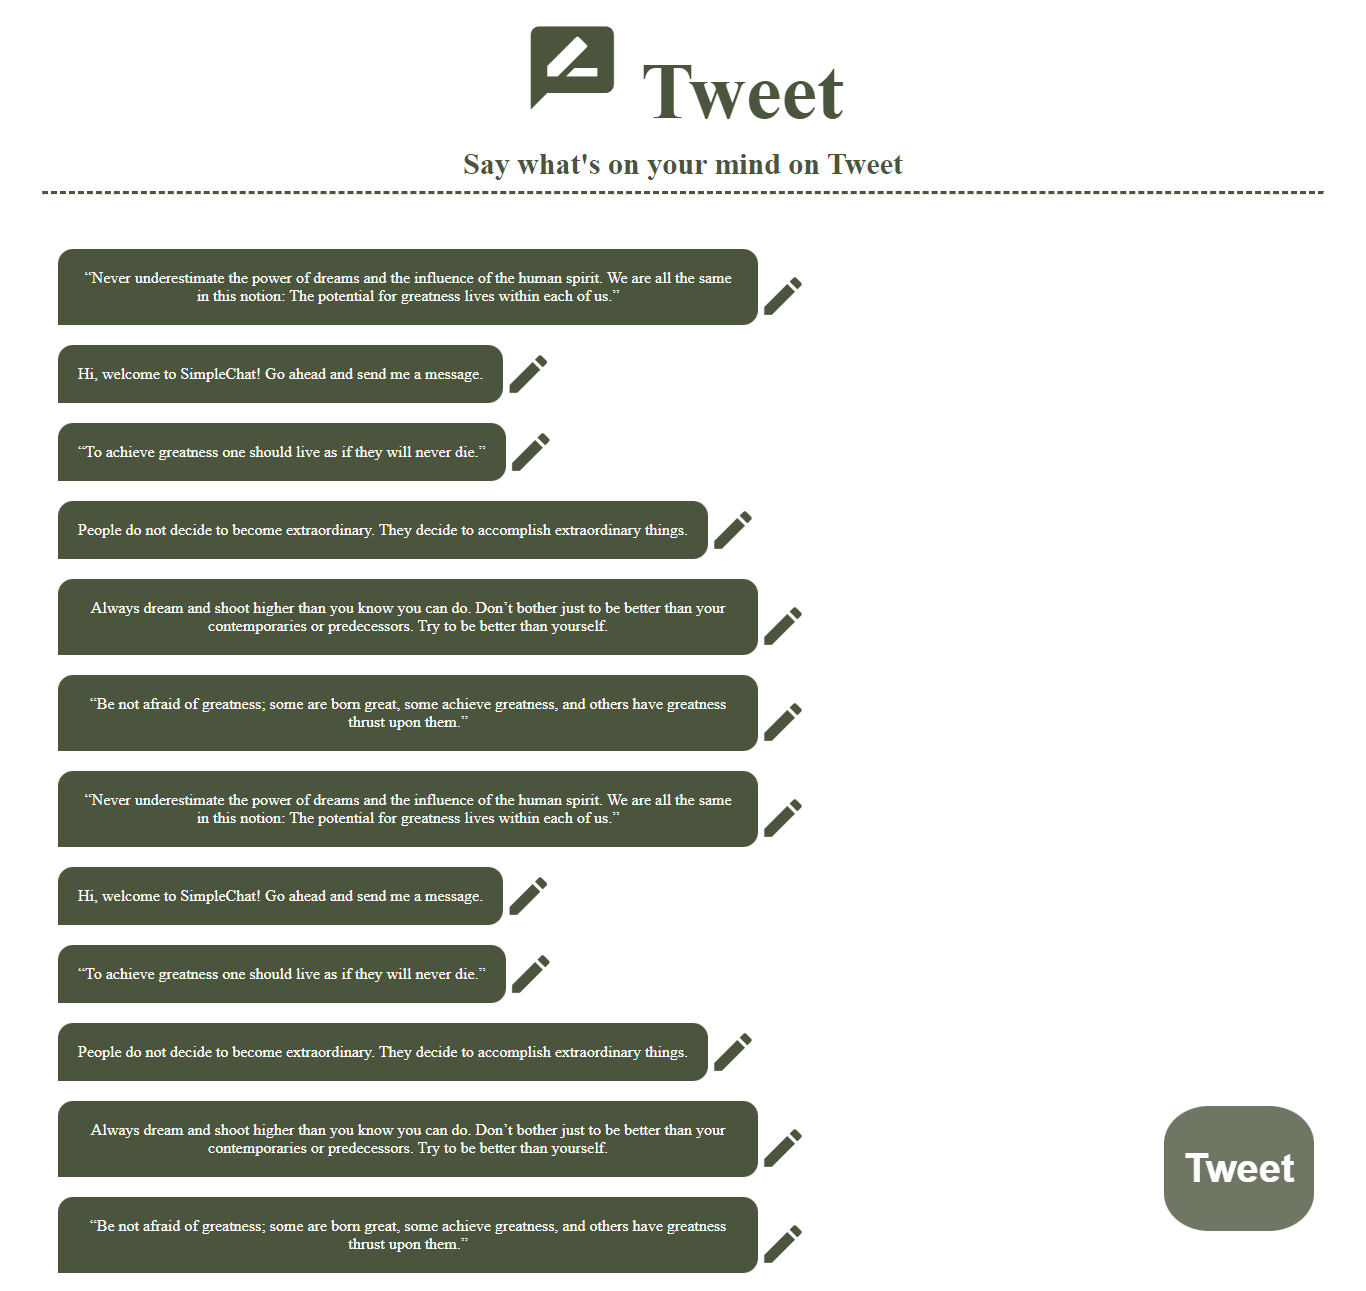 Tweet
Say what's on your mind on Tweet
“Never underestimate the power of dreams and the influence of the human spirit. We are all the same
in this notion: The potential for greatness lives within each of us.”
Hi, welcome to SimpleChat! Go ahead and send me a message.
“To achieve greatness one should live as if they will never die.”
People do not decide to become extraordinary. They decide to accomplish extraordinary things.
Always dream and shoot higher than you know you can do. Don’t bother just to be better than your
contemporaries or predecessors. Try to be better than yourself.
“Be not afraid of greatness; some are born great, some achieve greatness, and others have greatness
thrust upon them.”
“Never underestimate the power of dreams and the influence of the human spirit. We are all the same
in this notion: The potential for greatness lives within each of us.”
Hi, welcome to SimpleChat! Go ahead and send me a message.
“To achieve greatness one should live as if they will never die.”
People do not decide to become extraordinary. They decide to accomplish extraordinary things.
Always dream and shoot higher than you know you can do. Don’t bother just to be better than your
contemporaries or predecessors. Try to be better than yourself.
Tweet
“Be not afraid of greatness; some are born great, some achieve greatness, and others have greatness
thrust upon them.”